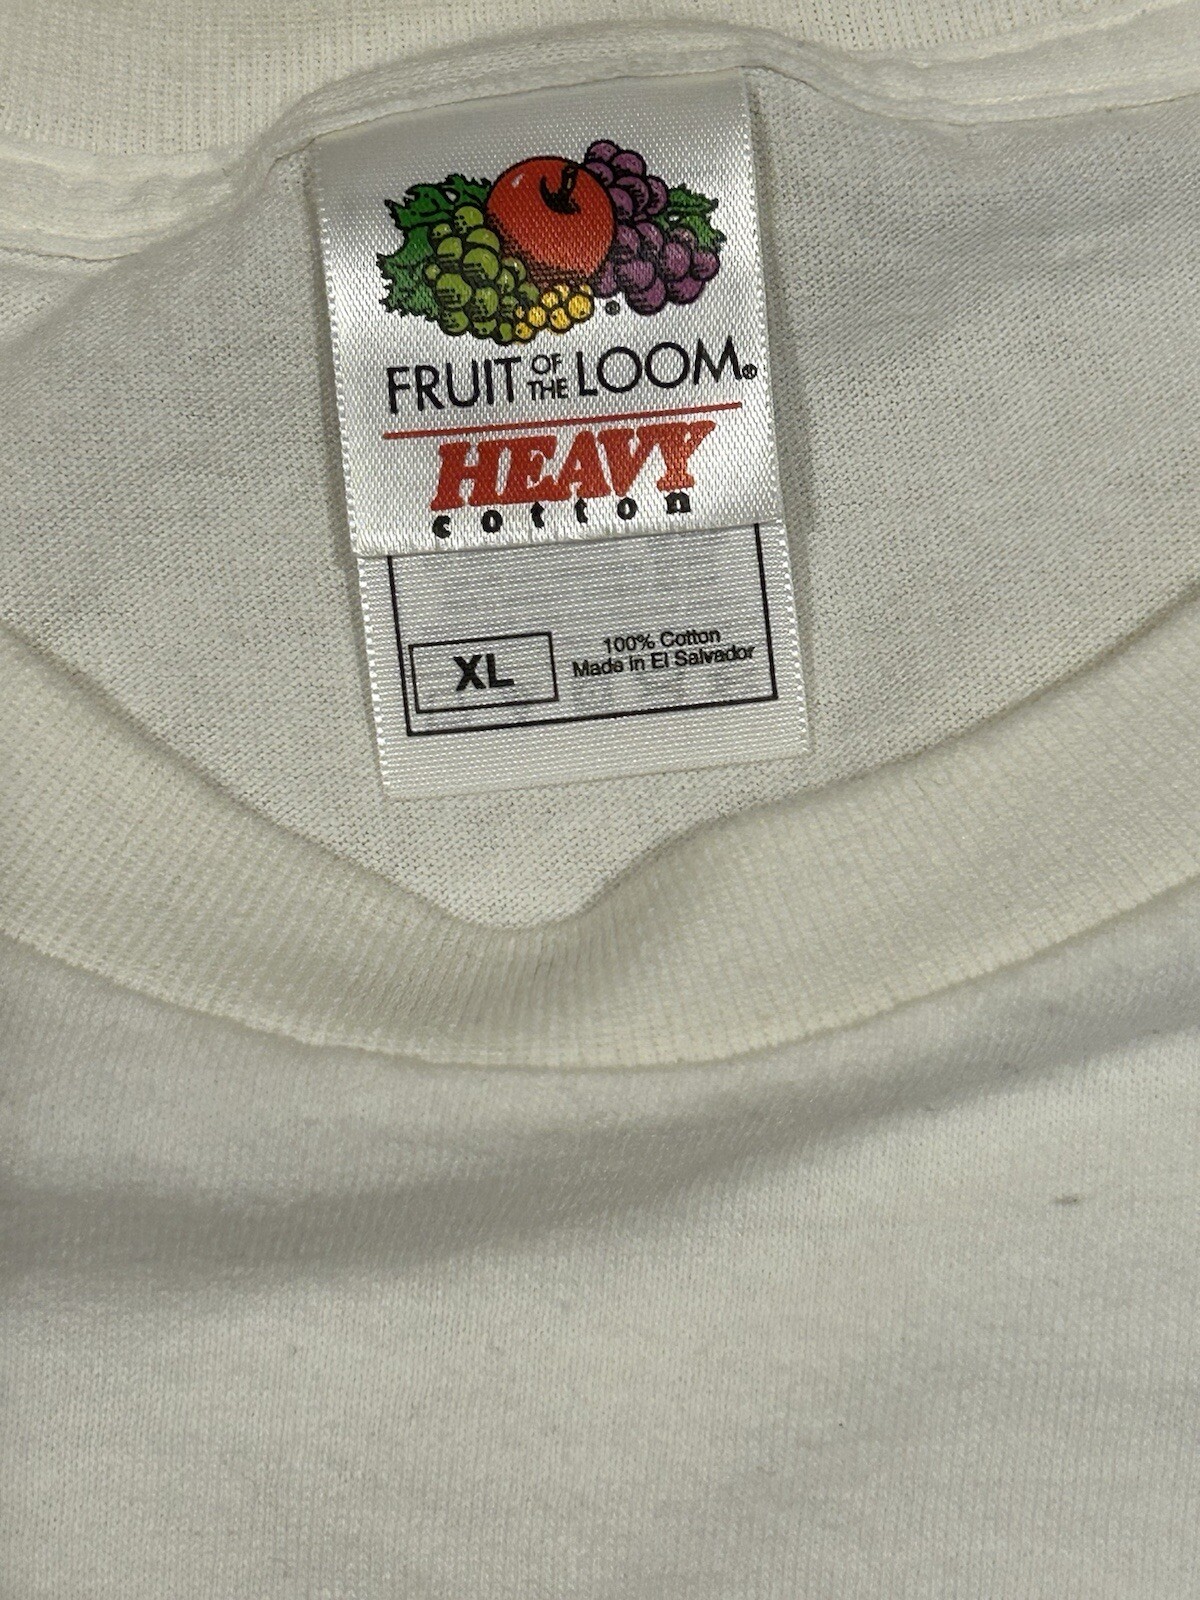 FRUIT OF THE LOOM®
HEAVY
cotton
XL
100% Cotton
Made in El Salvador